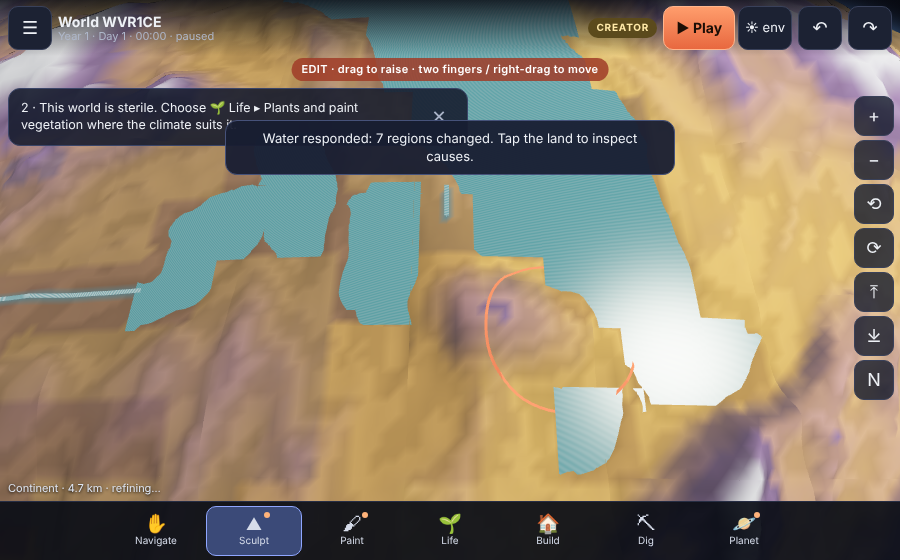 World WVR1CE
Year 1 · Day 1 · 00:00 · paused
CREATOR
▶ Play
☀ env
EDIT · drag to raise · two fingers / right-drag to move
2 · This world is sterile. Choose 🌱 Life ▸ Plants and paint
vegetation where the climate suits
Water responded: 7 regions changed. Tap the land to inspect
causes.
N
Continent · 4.7 km · refining...
Navigate
Sculpt
Paint
Life
Build
Dig
Planet